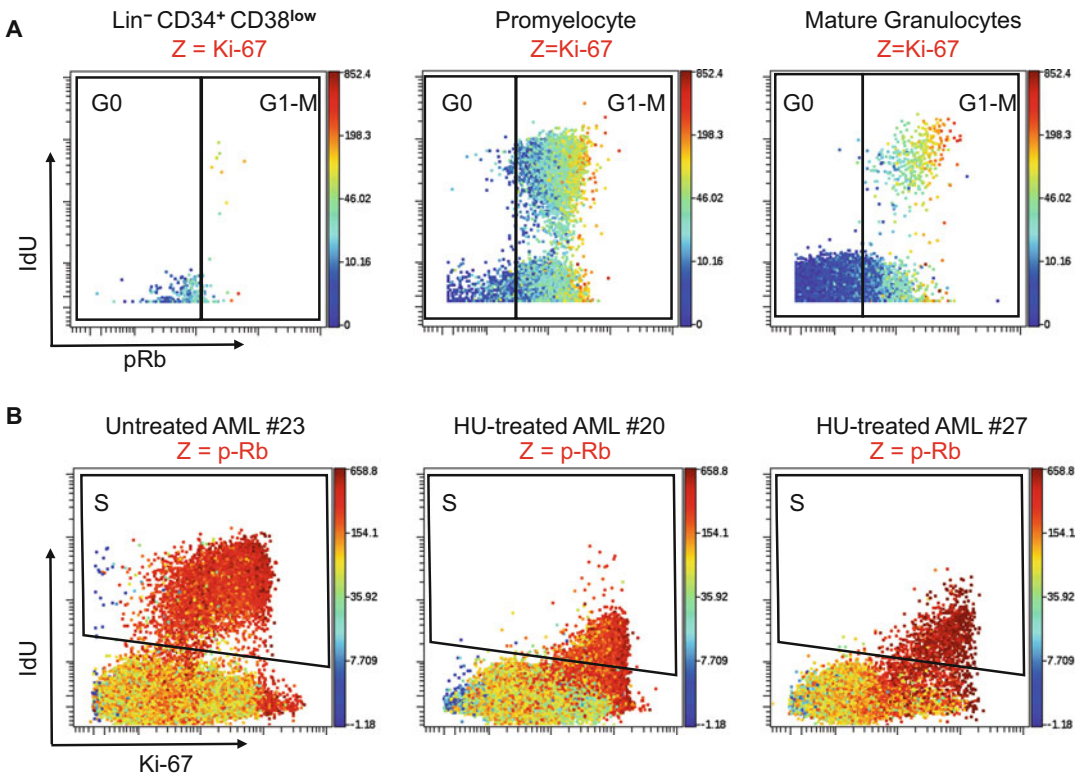 A
Lin⁻ CD34⁺ CD38ˡᵒʷ
Z = Ki-67
Promyelocyte
Z=Ki-67
Mature Granulocytes
Z=Ki-67
G0
G1-M
852.4
198.3
46.02
10.16
0
G0
G1-M
852.4
198.3
46.02
10.16
0
G0
G1-M
852.4
198.3
46.02
10.16
0
IdU
pRb
B
Untreated AML #23
Z = p-Rb
HU-treated AML #20
Z = p-Rb
HU-treated AML #27
Z = p-Rb
S
658.8
154.1
35.92
7.709
-1.18
S
658.8
154.1
35.92
7.709
-1.18
S
658.8
154.1
35.92
7.709
-1.18
IdU
Ki-67